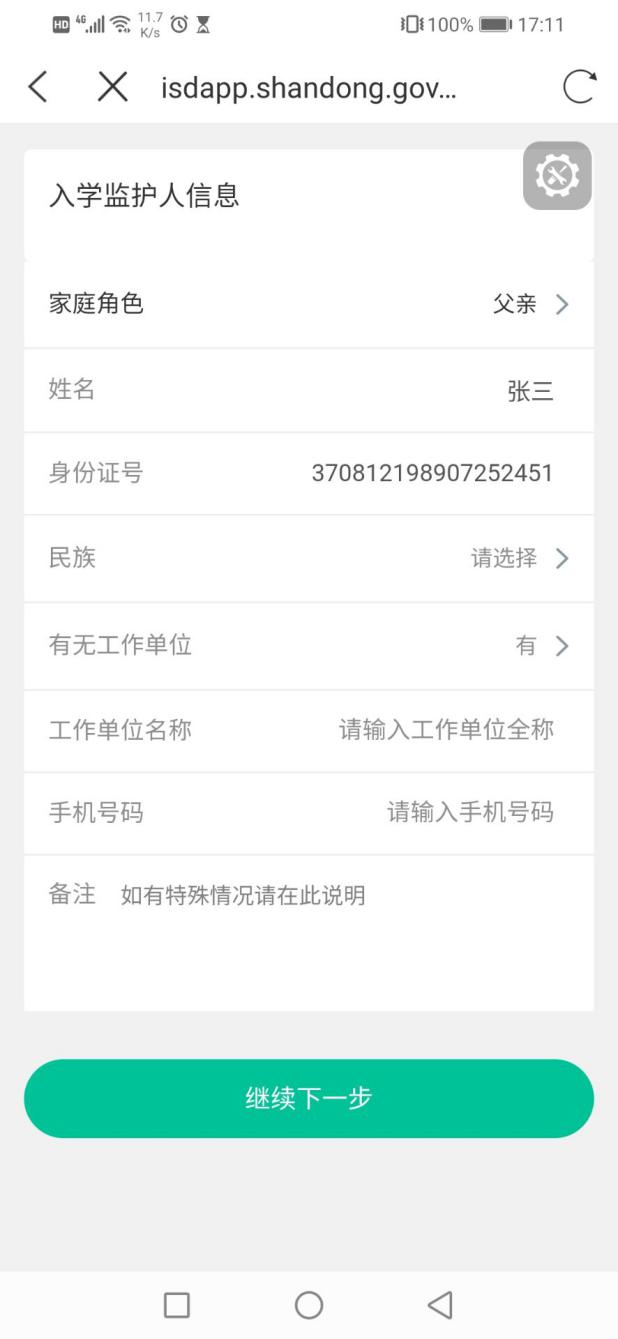 HD 4G 11.7 K/s 100% 17:11
isdapp.shandong.gov...
入学监护人信息
家庭角色 父亲
姓名 张三
身份证号 370812198907252451
民族 请选择
有无工作单位 有
工作单位名称 请输入工作单位全称
手机号码 请输入手机号码
备注 如有特殊情况请在此说明
继续下一步